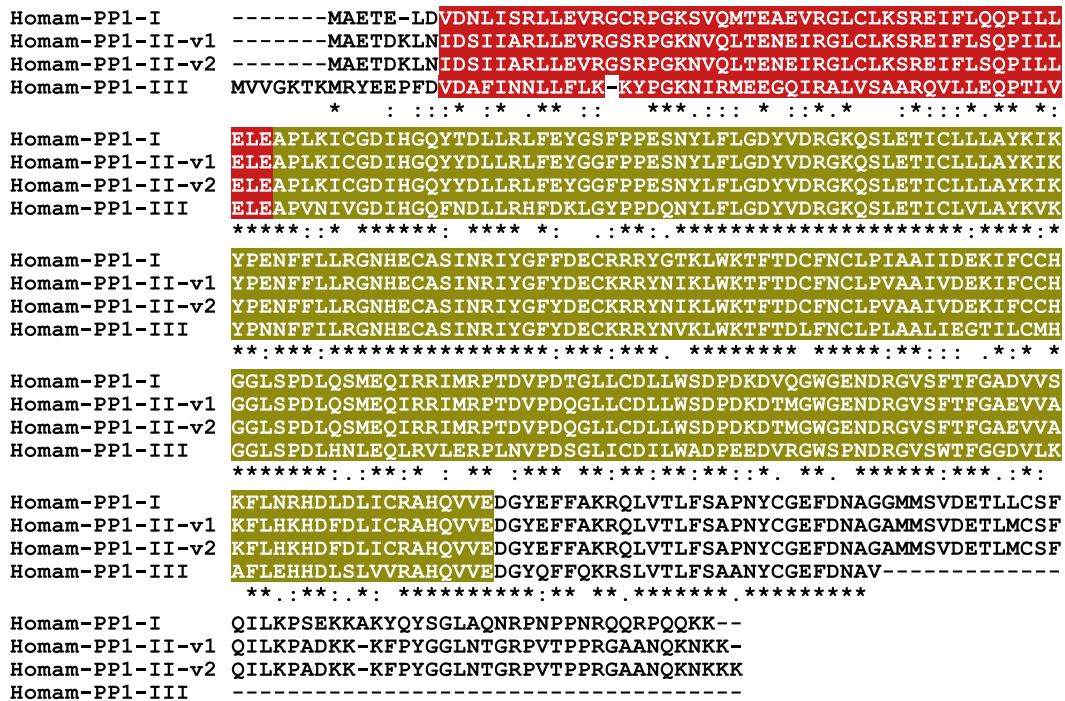 Homam-PP1-I -------MAETE-LDVDNLISRLLEVRGCRPGKSVQMTEAEVRGLCLKSREIFLQQPILL
Homam-PP1-II-v1 -------MAETDKLNIDSIIARLLEVRGSRPGKNVQLTENEIRGLCLKSREIFLSQPILL
Homam-PP1-II-v2 -------MAETDKLNIDSIIARLLEVRGSRPGKNVQLTENEIRGLCLKSREIFLSQPILL
Homam-PP1-III MVVGKTKMRYEEPFDVDAFINNLLFLK-KYPGKNIRMEEGQIRALVSAARQVLLEQPTLV
* : :::* :* .** :: ***.::: * ::*.* :*:::* ** *:
Homam-PP1-I ELEAPLKICGDIHGQYTDLLRLFEYGSFPPESNYLFLGDYVDRGKQSLETICLLLAYKIK
Homam-PP1-II-v1 ELEAPLKICGDIHGQYYDLLRLFEYGGFPPESNYLFLGDYVDRGKQSLETICLLLAYKIK
Homam-PP1-II-v2 ELEAPLKICGDIHGQYYDLLRLFEYGGFPPESNYLFLGDYVDRGKQSLETICLLLAYKIK
Homam-PP1-III ELEAPVNIVGDIHGQFNDLLRHFDKLGYPPDQNYLFLGDYVDRGKQSLETICLVLAYKVK
*****::* ******: **** *: .:**:.*********************:****:*
Homam-PP1-I YPENFFLLRGNHECASINRIYGFFDECRRRYGTKLWKTFTDCFNCLPIAAIIDEKIFCCH
Homam-PP1-II-v1 YPENFFLLRGNHECASINRIYGFYDECKRRYNIKLWKTFTDCFNCLPVAAIVDEKIFCCH
Homam-PP1-II-v2 YPENFFLLRGNHECASINRIYGFYDECKRRYNIKLWKTFTDCFNCLPVAAIVDEKIFCCH
Homam-PP1-III YPNNFFILRGNHECASINRIYGFYDECKRRYNVKLWKTFTDLFNCLPLAALIEGTILCMH
**:***:****************:***:***. ******** *****:**::: .*:* *
Homam-PP1-I GGLSPDLQSMEQIRRIMRPTDVPDTGLLCDLLWSDPDKDVQGWGENDRGVSFTFGADVVS
Homam-PP1-II-v1 GGLSPDLQSMEQIRRIMRPTDVPDQGLLCDLLWSDPDKDTMGWGENDRGVSFTFGAEVVA
Homam-PP1-II-v2 GGLSPDLQSMEQIRRIMRPTDVPDQGLLCDLLWSDPDKDTMGWGENDRGVSFTFGAEVVA
Homam-PP1-III GGLSPDLHNLEQLRVLERPLNVPDSGLICDILWADPEEDVRGWSPNDRGVSWTFGGDVLK
*******:.:**:* : ** :*** **:**:**:**::*. **. ******:***.:*:
Homam-PP1-I KFLNRHDLDLICRAHQVVEDGYEFFAKRQLVTLFSAPNYCGEFDNAGGMMSVDETLLCSF
Homam-PP1-II-v1 KFLHKHDFDLICRAHQVVEDGYEFFAKRQLVTLFSAPNYCGEFDNAGAMMSVDETLMCSF
Homam-PP1-II-v2 KFLHKHDFDLICRAHQVVEDGYEFFAKRQLVTLFSAPNYCGEFDNAGAMMSVDETLMCSF
Homam-PP1-III AFLEHHDLSLVVRAHQVVEDGYQFFQKRSLVTLFSAANYCGEFDNAV-------------
**.:**:.*: **********:** **.*******.*********
Homam-PP1-I QILKPSEKKAKYQYSGLAQNRPNPPNRQQRPQQKK--
Homam-PP1-II-v1 QILKPADKK-KFPYGGLNTGRPVTPPRGAANQKNKK-
Homam-PP1-II-v2 QILKPADKK-KFPYGGLNTGRPVTPPRGAANQKNKKK
Homam-PP1-III -------------------------------------